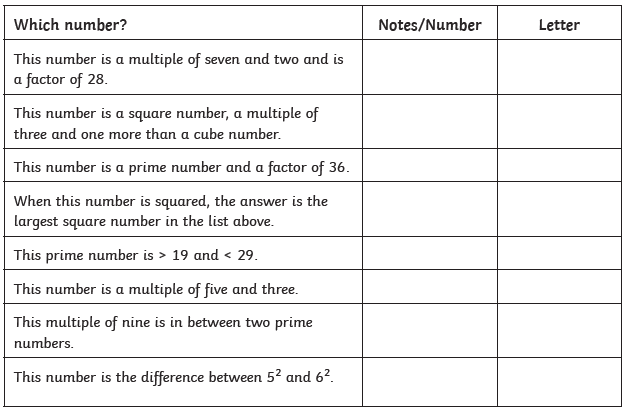 Which number? Notes/Number Letter
This number is a multiple of seven and two and is
a factor of 28.
This number is a square number, a multiple of
three and one more than a cube number.
This number is a prime number and a factor of 36.
When this number is squared, the answer is the
largest square number in the list above.
This prime number is > 19 and < 29.
This number is a multiple of five and three.
This multiple of nine is in between two prime
numbers.
This number is the difference between 5² and 6².